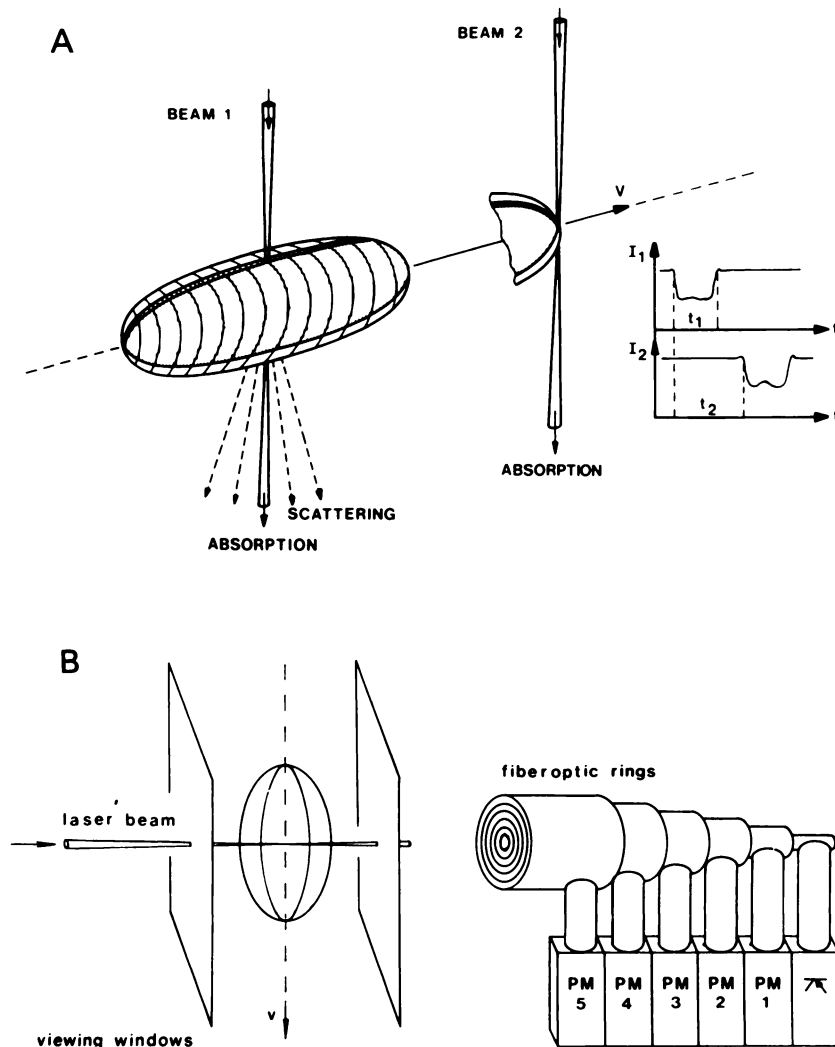 A
BEAM 2
BEAM 1
V
I1
t1
t
I2
t2
t
ABSORPTION
SCATTERING
ABSORPTION
B
fiberoptic rings
laser beam
PM 5
PM 4
PM 3
PM 2
PM 1
v
viewing windows